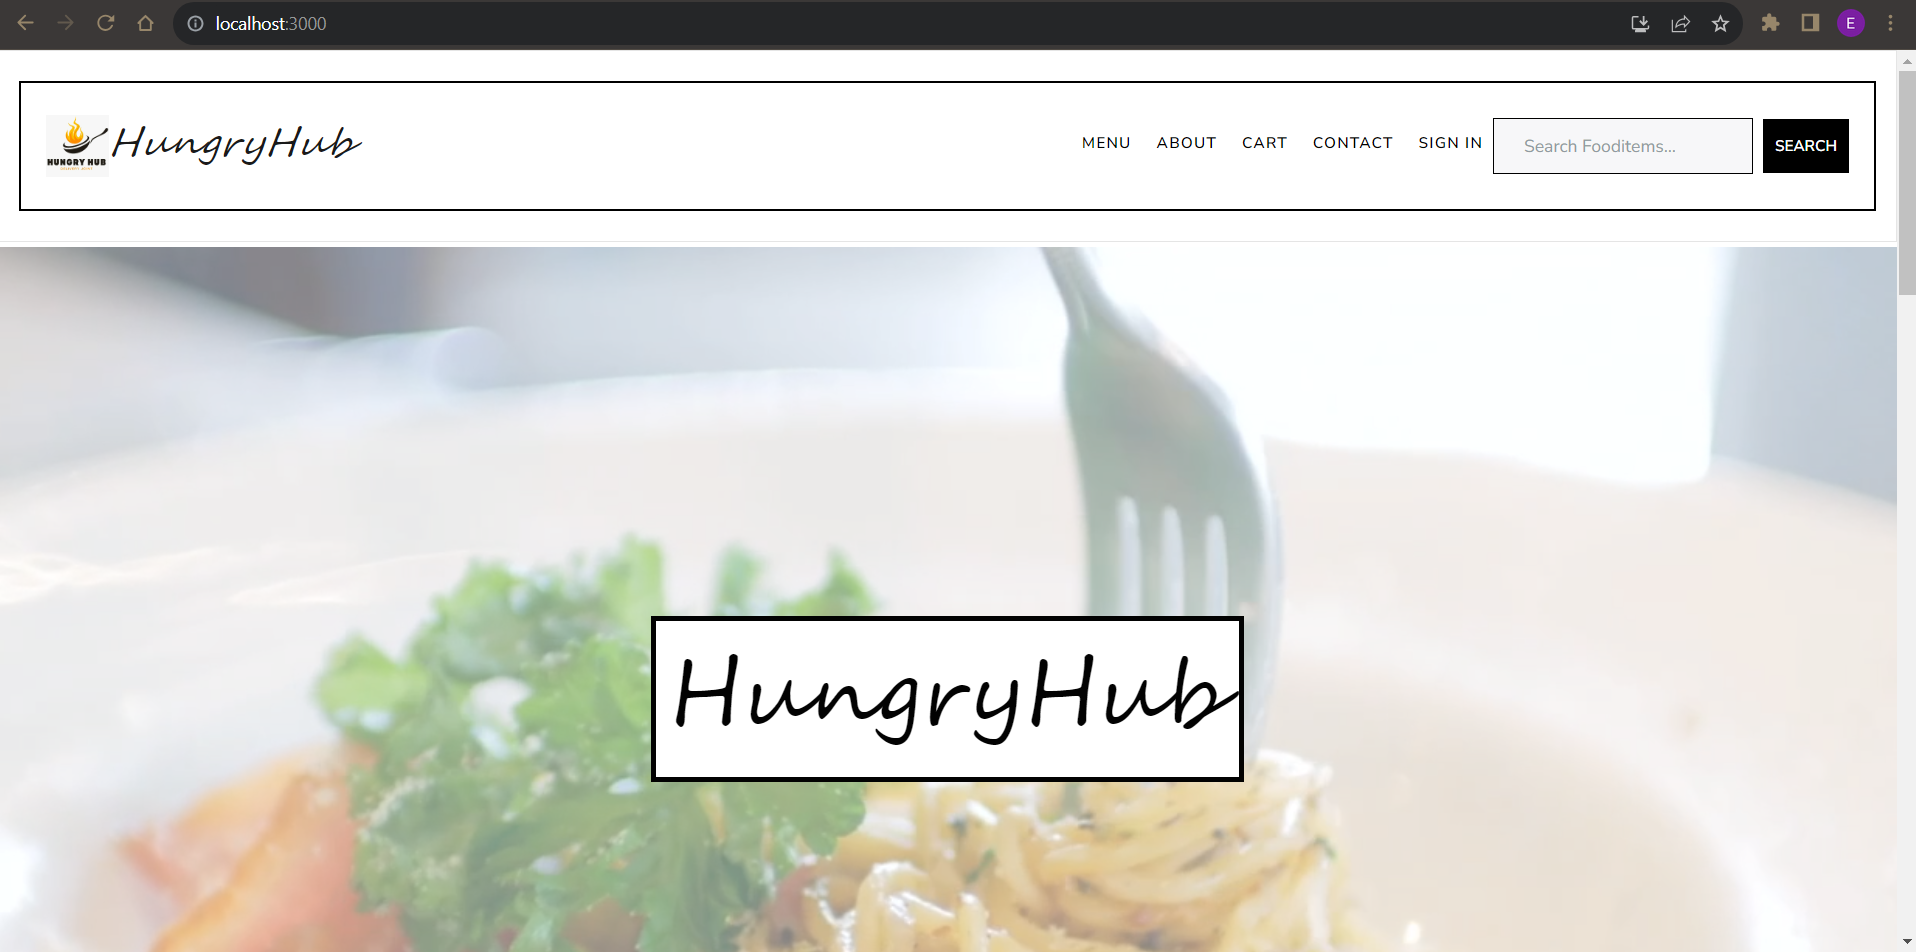 localhost:3000
E
HUNGRY HUB
HungryHub
MENU ABOUT CART CONTACT SIGN IN Search Fooditems... SEARCH
HungryHub